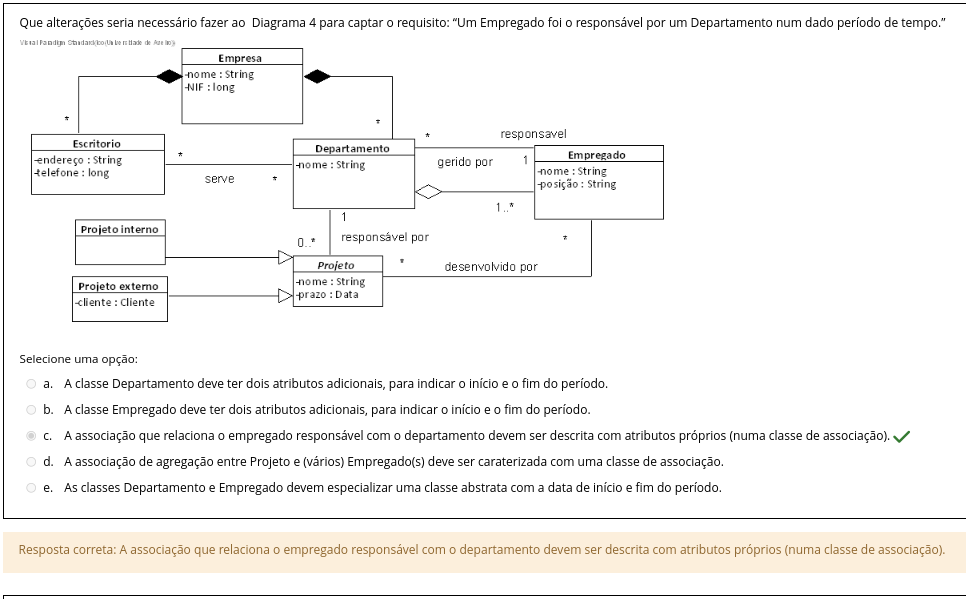 Que alterações seria necessário fazer ao Diagrama 4 para captar o requisito: “Um Empregado foi o responsável por um Departamento num dado período de tempo.”
Visual Paradigm Standard(Ico(Universidade de Aveiro))
Empresa
-nome : String
-NIF : long
*
*
Escritorio
-endereço : String
-telefone : long
*
serve
*
Departamento
-nome : String
*
responsavel
gerido por
1
Empregado
-nome : String
-posição : String
1..*
1
0..*
responsável por
*
*
desenvolvido por
Projeto interno
Projeto externo
-cliente : Cliente
Projeto
-nome : String
-prazo : Data
Selecione uma opção:
a. A classe Departamento deve ter dois atributos adicionais, para indicar o início e o fim do período.
b. A classe Empregado deve ter dois atributos adicionais, para indicar o início e o fim do período.
c. A associação que relaciona o empregado responsável com o departamento devem ser descrita com atributos próprios (numa classe de associação).
d. A associação de agregação entre Projeto e (vários) Empregado(s) deve ser caraterizada com uma classe de associação.
e. As classes Departamento e Empregado devem especializar uma classe abstrata com a data de início e fim do período.
Resposta correta: A associação que relaciona o empregado responsável com o departamento devem ser descrita com atributos próprios (numa classe de associação).